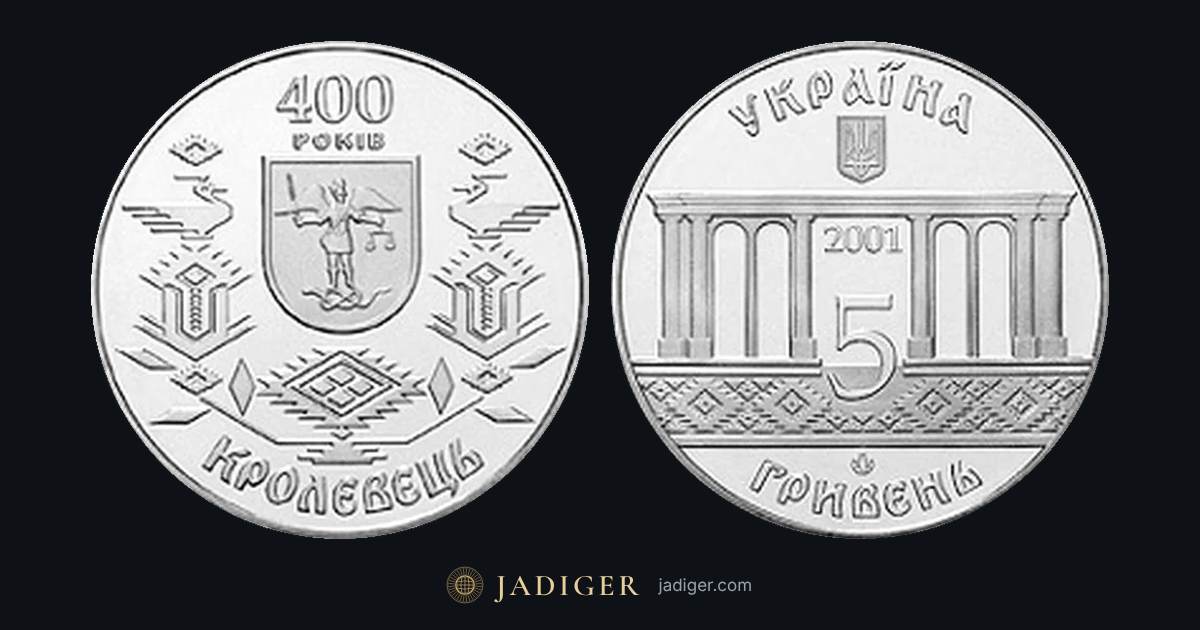 400
РОКІВ
КРОЛЕВЕЦЬ
УКРАЇНА
2001
5
ГРИВЕНЬ
JADIGER jadiger.com